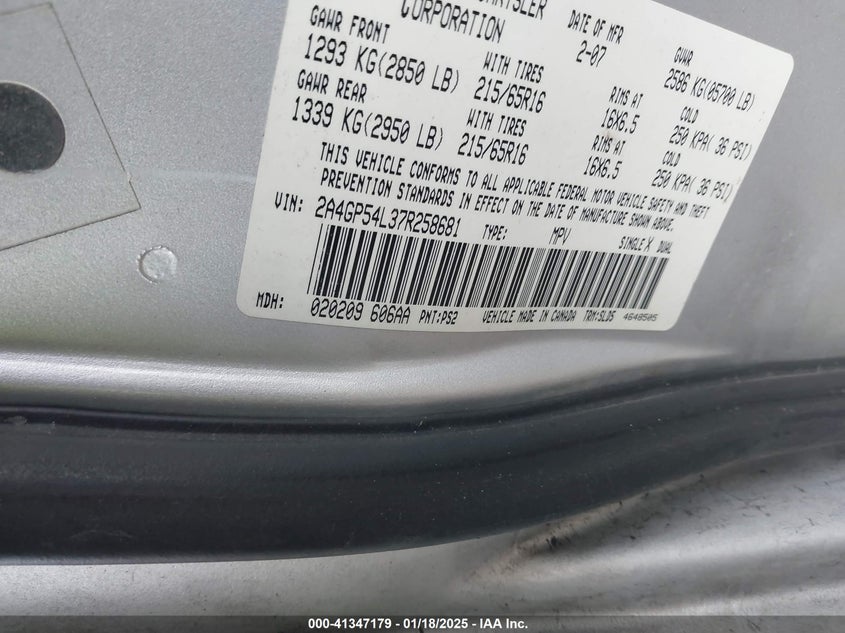 CORPORATION
DATE OF MFR
GVWR
GAWR FRONT
2-07
2586 KG(05700 LB)
1293 KG(2850 LB)
WITH TIRES
215/65R16
RIMS AT
16X6.5
COLD
250 KPA( 36 PSI)
GAWR REAR
1339 KG(2950 LB)
WITH TIRES
215/65R16
RIMS AT
16X6.5
COLD
250 KPA( 36 PSI)
THIS VEHICLE CONFORMS TO ALL APPLICABLE FEDERAL MOTOR VEHICLE SAFETY AND THEFT
PREVENTION STANDARDS IN EFFECT ON THE DATE OF MANUFACTURE SHOWN ABOVE.
VIN: 2A4GP54L37R258681 TYPE: MPV SINGLE X DUAL
MDH: 020209 606AA PNT:PS2 VEHICLE MADE IN CANADA TRM:SLD5 4648505
000-41347179 - 01/18/2025 - IAA Inc.